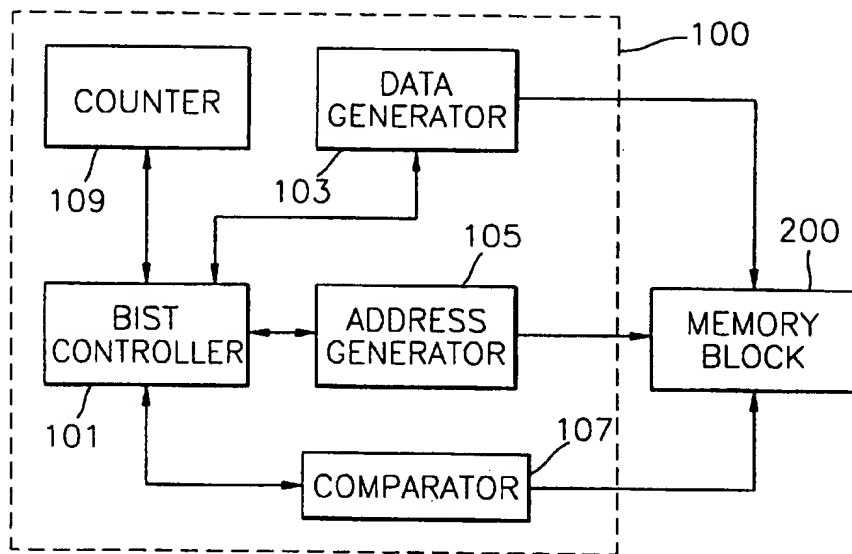 100
COUNTER
DATA
GENERATOR
109
103
105
200
BIST
CONTROLLER
ADDRESS
GENERATOR
MEMORY
BLOCK
101
107
COMPARATOR